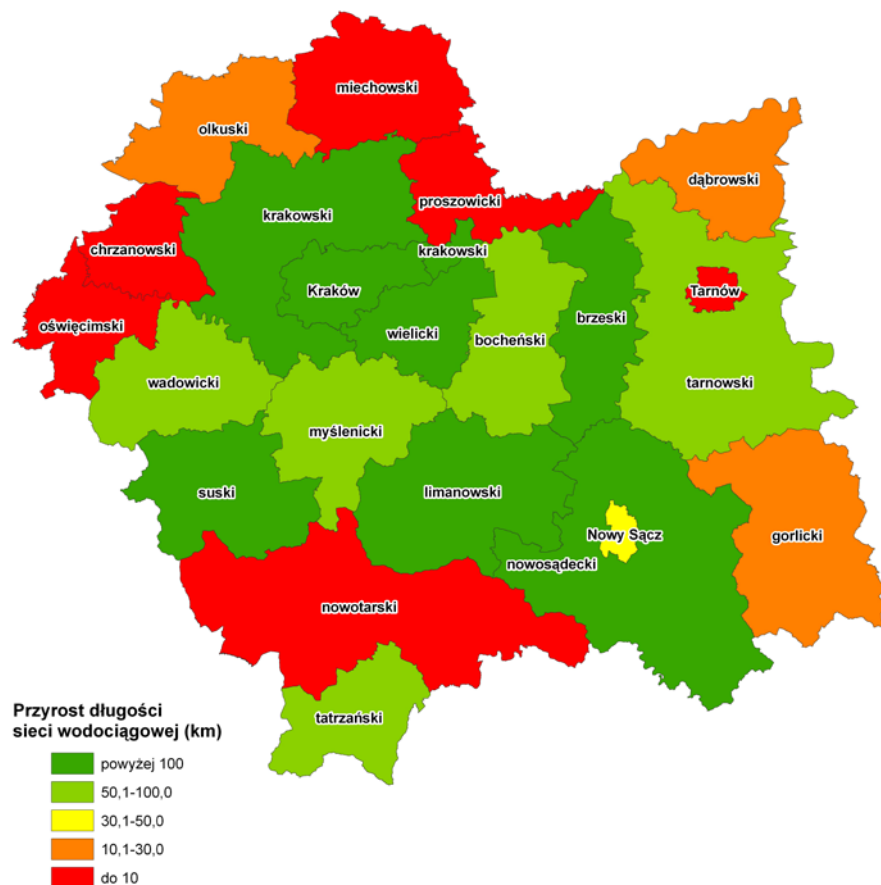 miechowski
olkuski
dąbrowski
proszowicki
krakowski
chrzanowski
krakowski
Kraków
Tarnów
oświęcimski
wielicki
bocheński
brzeski
wadowicki
tarnowski
myślenicki
suski
limanowski
Nowy Sącz
gorlicki
nowosądecki
nowotarski
tatrzański
Przyrost długości
sieci wodociągowej (km)
powyżej 100
50,1-100,0
30,1-50,0
10,1-30,0
do 10